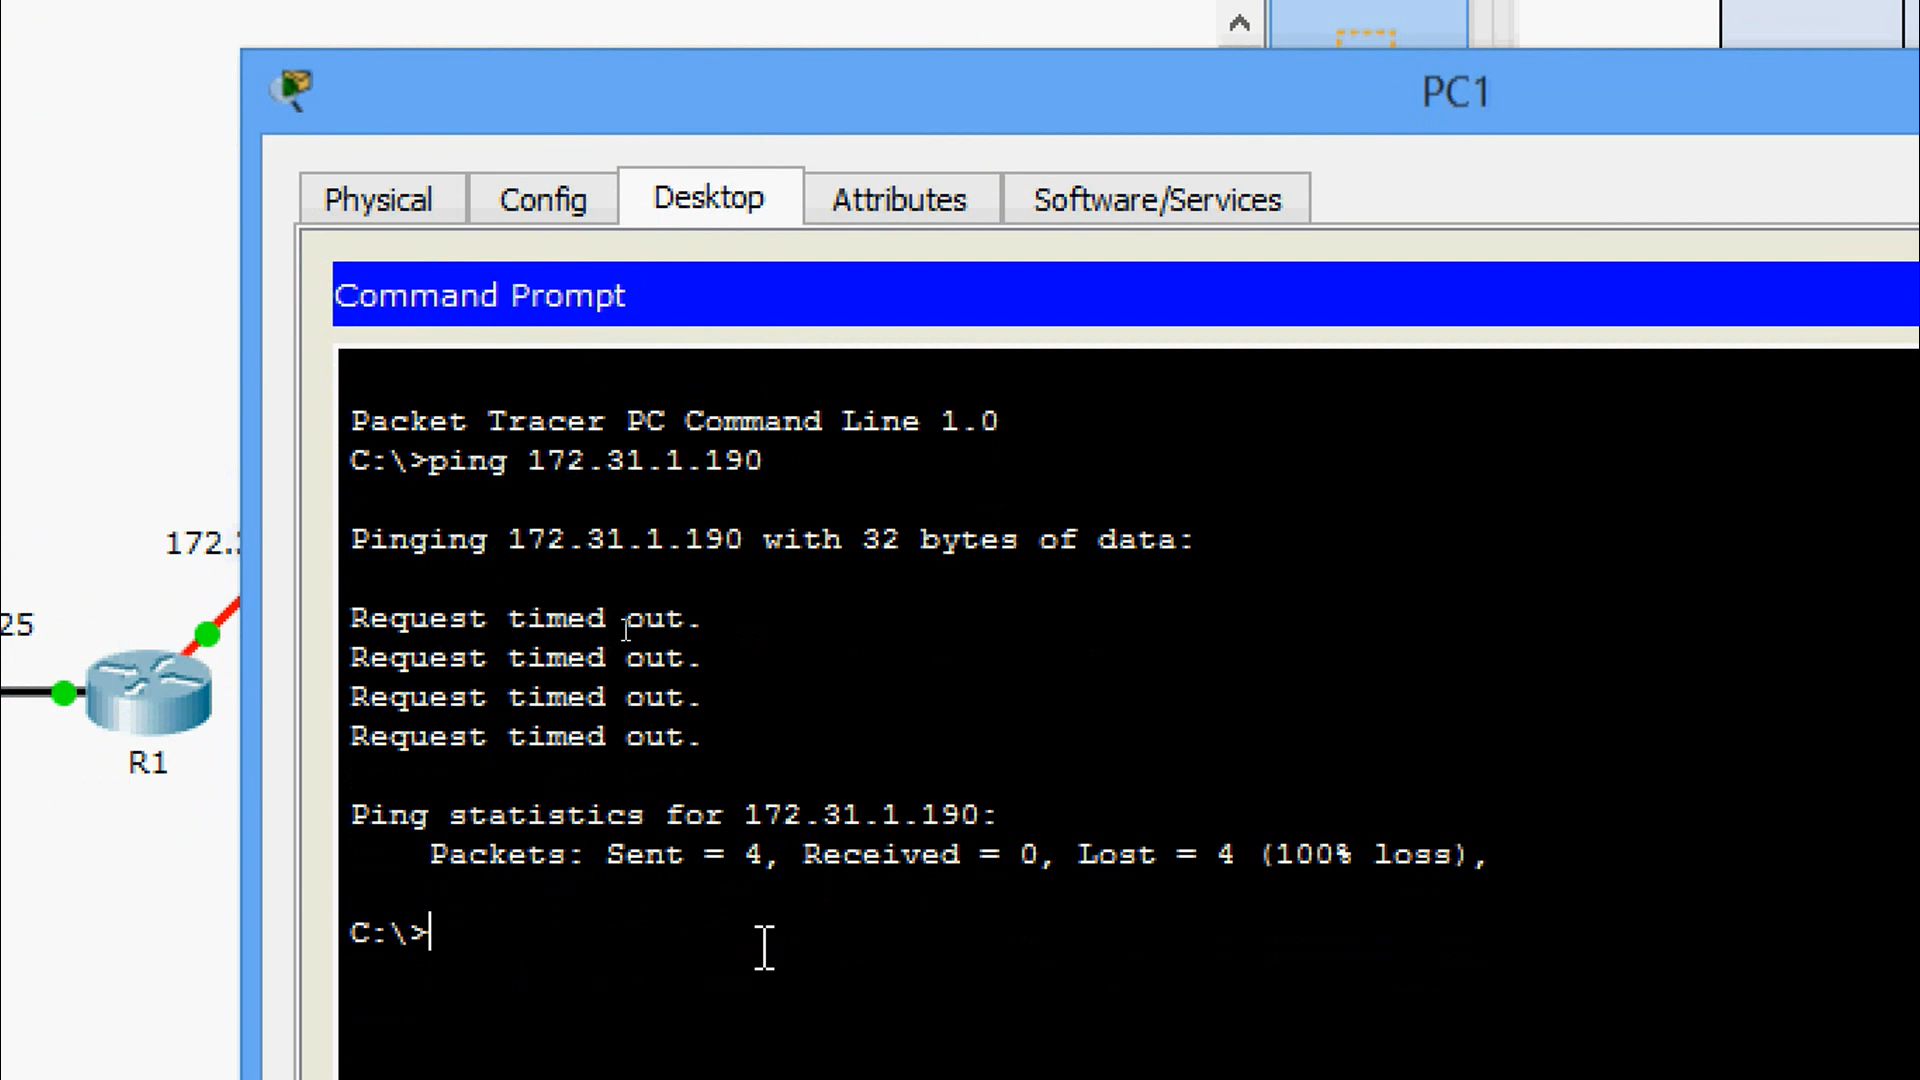 PC1
Physical Config Desktop Attributes Software/Services
Command Prompt
Packet Tracer PC Command Line 1.0
C:\>ping 172.31.1.190
Pinging 172.31.1.190 with 32 bytes of data:
Request timed out.
Request timed out.
Request timed out.
Request timed out.
Ping statistics for 172.31.1.190:
Packets: Sent = 4, Received = 0, Lost = 4 (100% loss),
C:\>
172.
25
R1